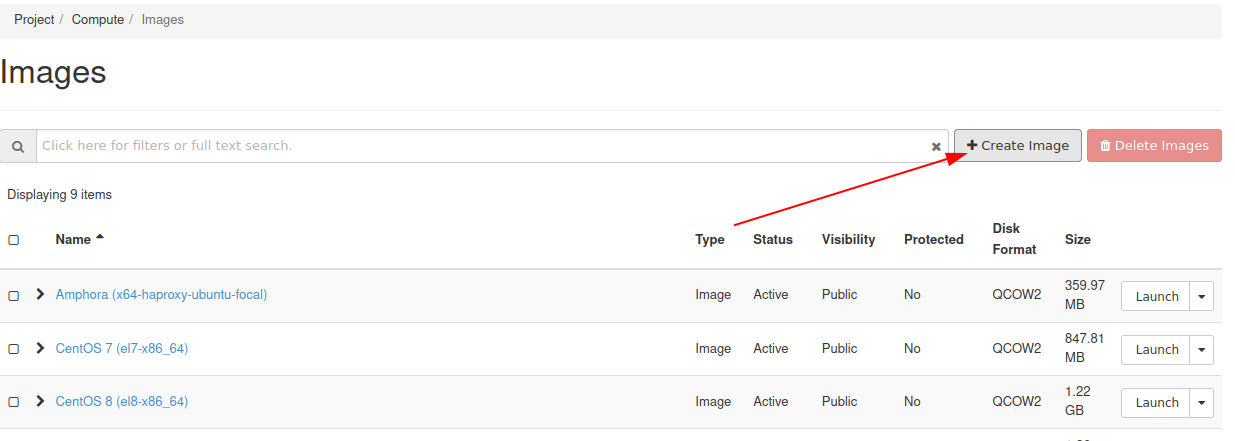 Project / Compute / Images
Images
Click here for filters or full text search. Create Image Delete Images
Displaying 9 items
Name Type Status Visibility Protected Disk Format Size
Amphora (x64-haproxy-ubuntu-focal) Image Active Public No QCOW2 359.97 MB Launch
CentOS 7 (el7-x86_64) Image Active Public No QCOW2 847.81 MB Launch
CentOS 8 (el8-x86_64) Image Active Public No QCOW2 1.22 GB Launch